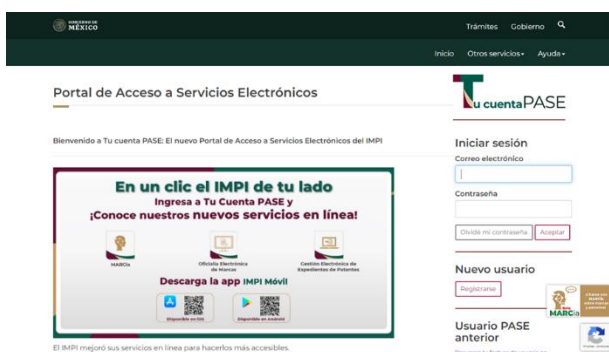 GOBIERNO DE
MÉXICO
Trámites
Gobierno
Inicio
Otros servicios
Ayuda
Portal de Acceso a Servicios Electrónicos
Tu cuenta PASE
Bienvenido a Tu cuenta PASE: El nuevo Portal de Acceso a Servicios Electrónicos del IMPI
En un clic el IMPI de tu lado
Ingresa a Tu Cuenta PASE y
¡Conoce nuestros nuevos servicios en línea!
MARCia
Oficialía Electrónica
de Marcas
Gestión Electrónica de
Expedientes de Patentes
Descarga la app IMPI Móvil
Disponible en iOS
Disponible en Android
El IMPI mejoró sus servicios en línea para hacerlos más accesibles.
Iniciar sesión
Correo electrónico
Contraseña
Olvidé mi contraseña
Aceptar
Nuevo usuario
Registrarse
MARCia
Usuario PASE
anterior